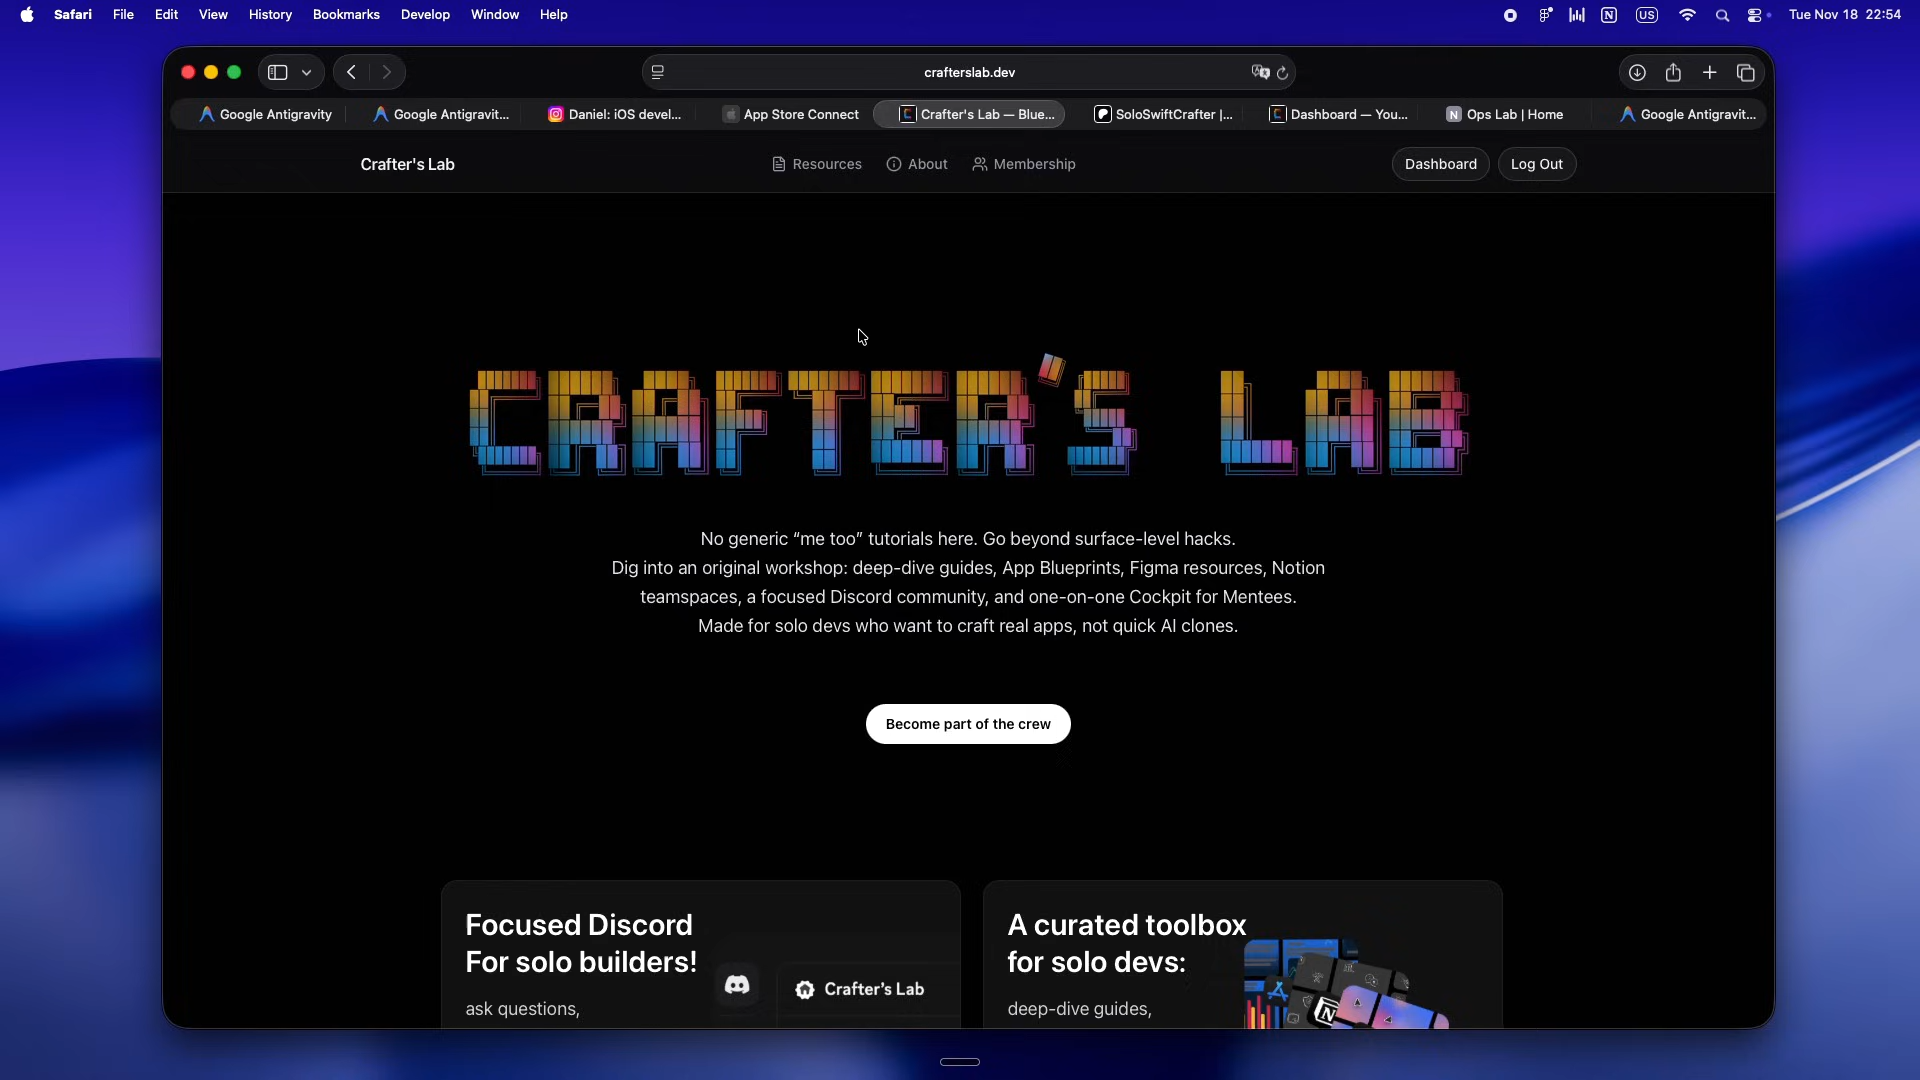 Safari File Edit View History Bookmarks Develop Window Help US Tue Nov 18 22:54
crafterslab.dev
Google Antigravity Google Antigravit... Daniel: iOS devel... App Store Connect Crafter's Lab — Blue... SoloSwiftCrafter |... Dashboard — You... Ops Lab | Home Google Antigravit...
Crafter's Lab Resources About Membership Dashboard Log Out
CRAFTER'S LAB
No generic “me too” tutorials here. Go beyond surface-level hacks.
Dig into an original workshop: deep-dive guides, App Blueprints, Figma resources, Notion
teamspaces, a focused Discord community, and one-on-one Cockpit for Mentees.
Made for solo devs who want to craft real apps, not quick AI clones.
Become part of the crew
Focused Discord
For solo builders!
ask questions,
Crafter's Lab
A curated toolbox
for solo devs:
deep-dive guides,